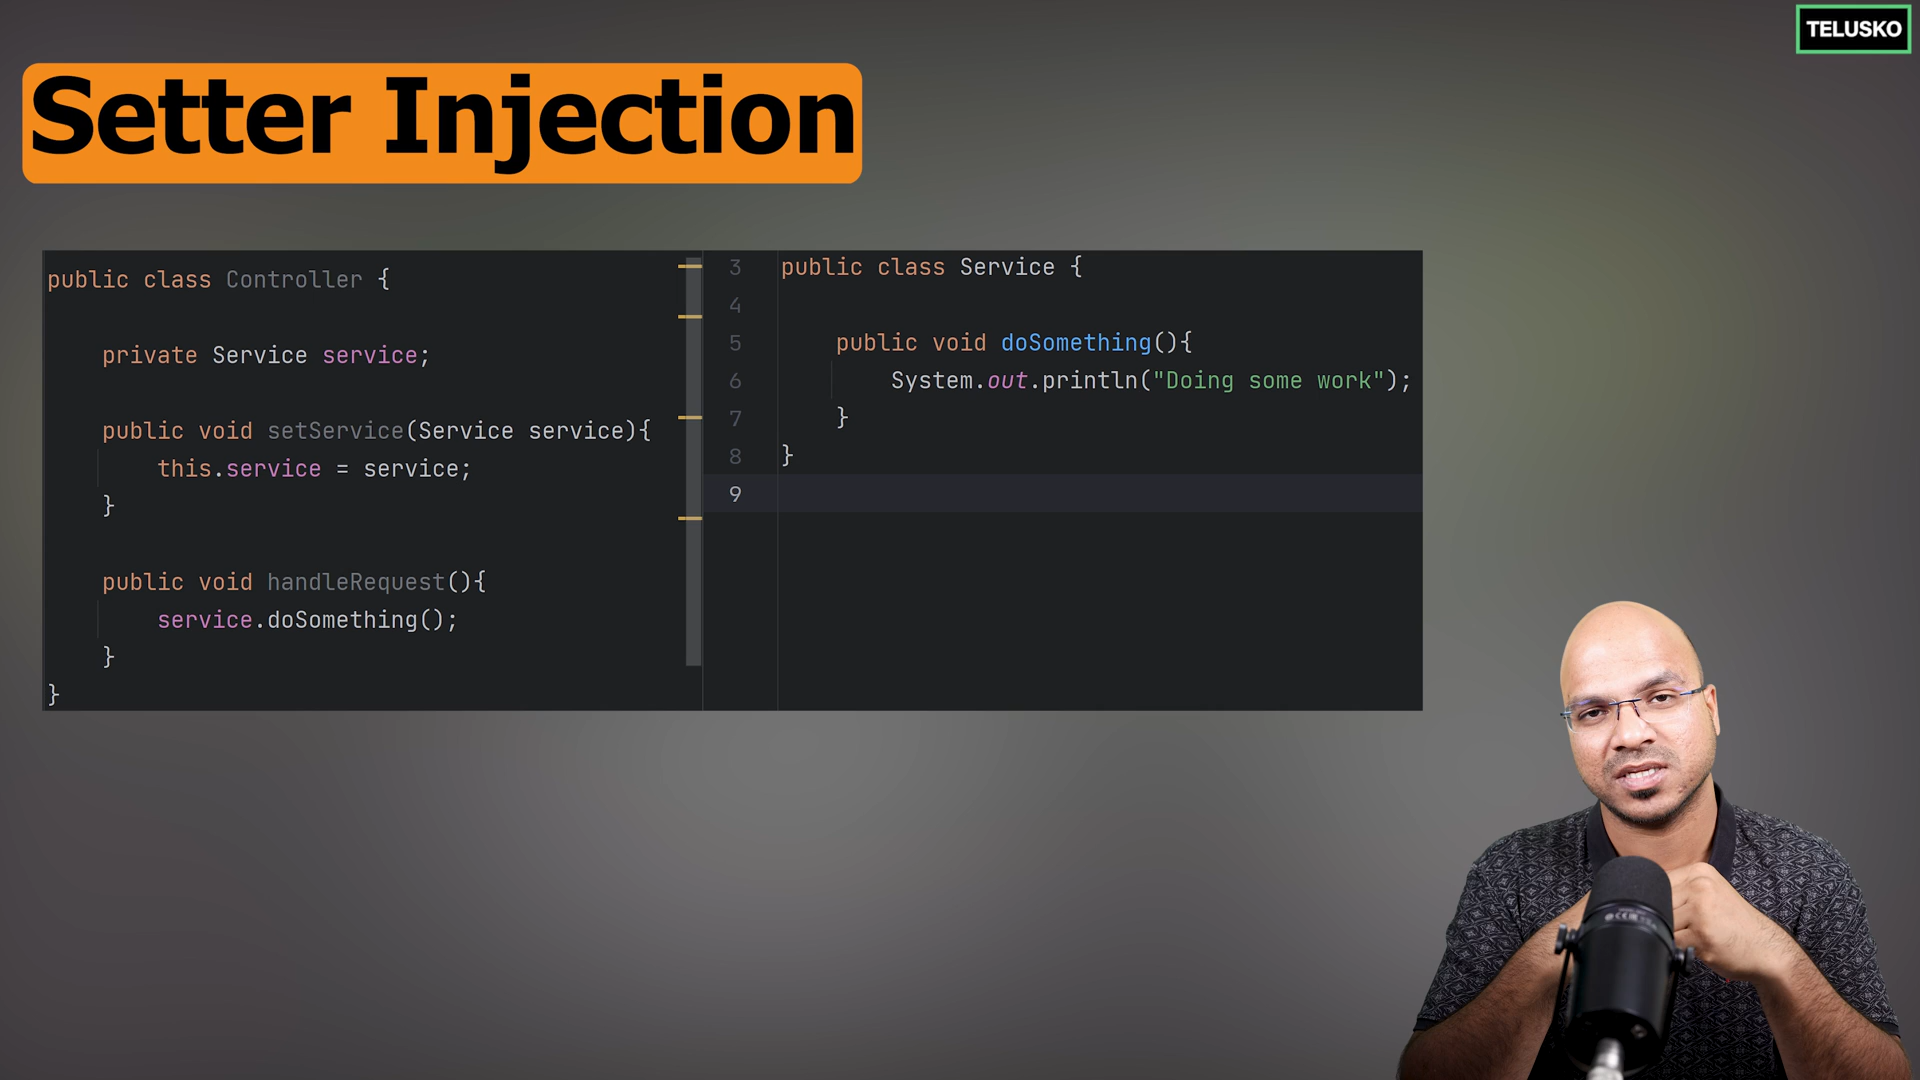 TELUSKO
Setter Injection
public class Controller {
private Service service;
public void setService(Service service){
this.service = service;
}
public void handleRequest(){
service.doSomething();
}
}
3 public class Service {
4
5 public void doSomething(){
6 System.out.println("Doing some work");
7 }
8 }
9